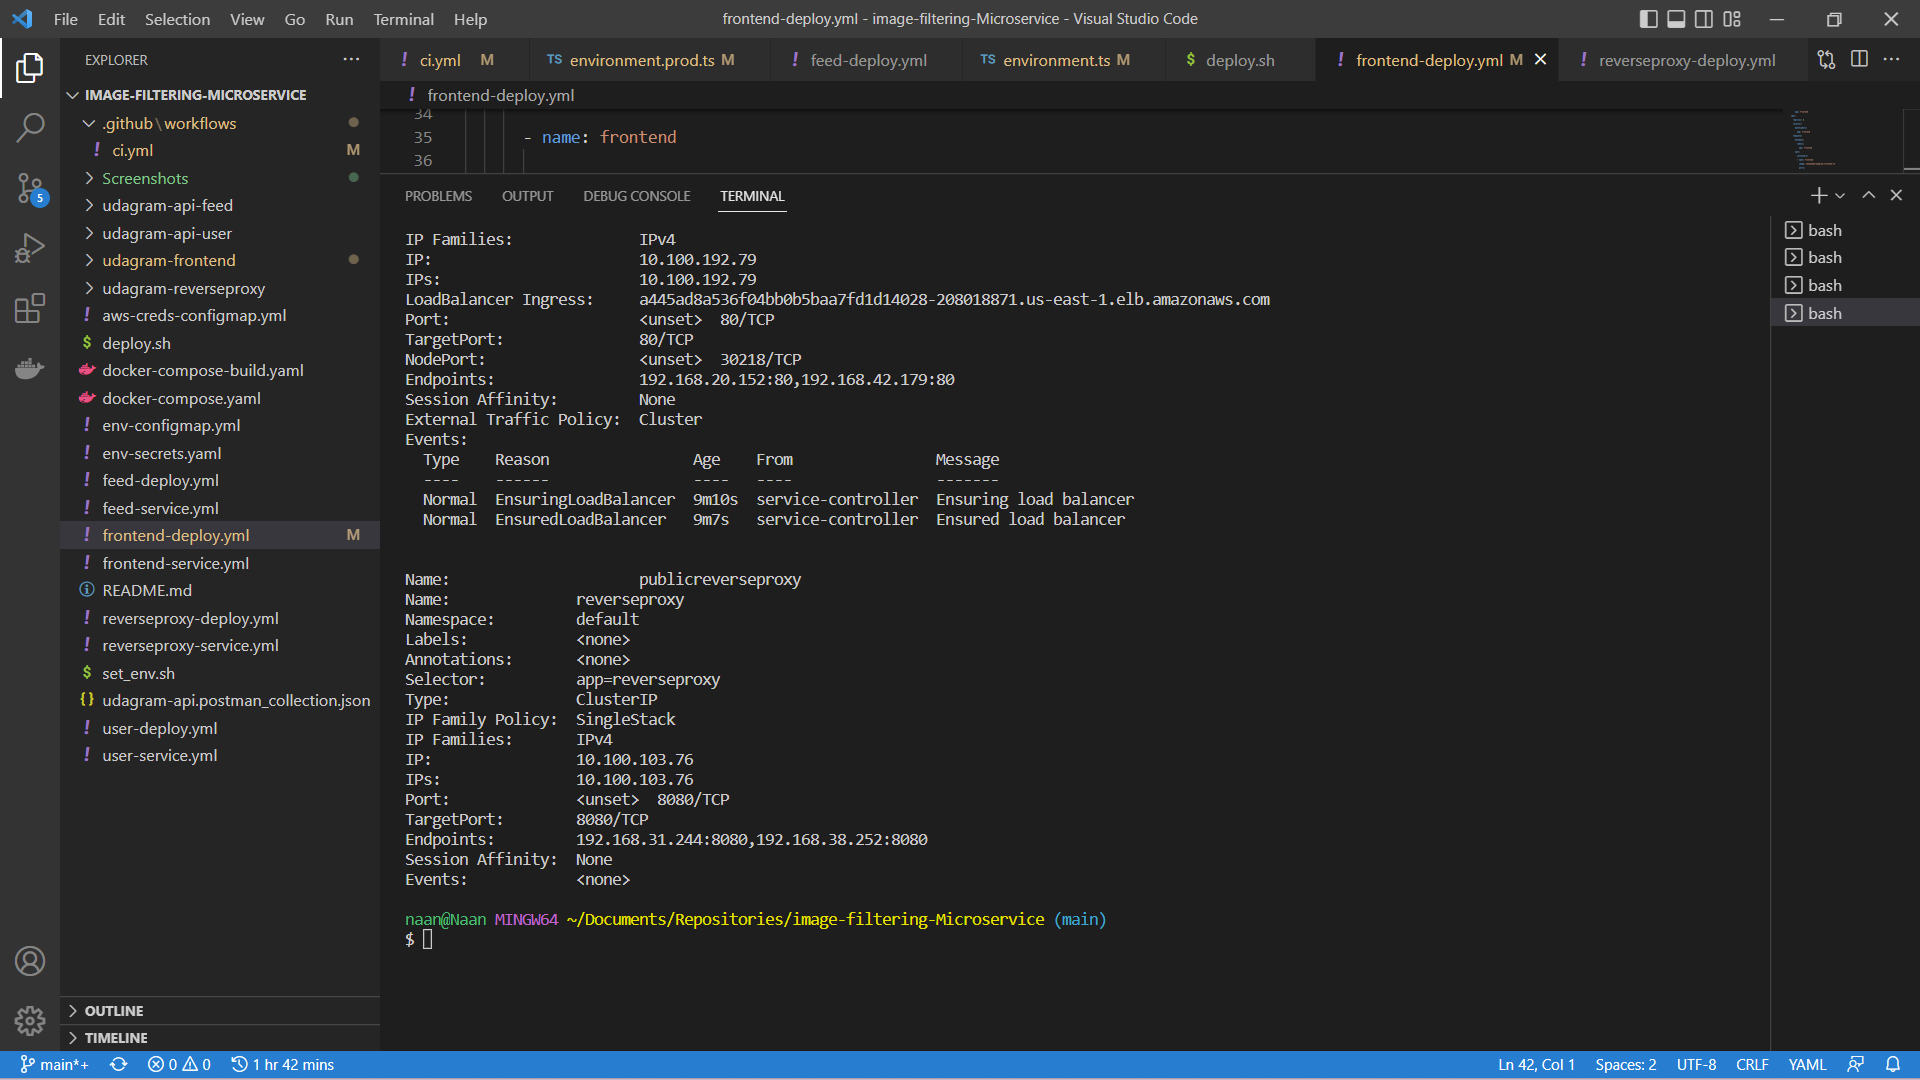 File Edit Selection View Go Run Terminal Help
frontend-deploy.yml - image-filtering-Microservice - Visual Studio Code
EXPLORER
IMAGE-FILTERING-MICROSERVICE
.github\workflows
ci.yml M
Screenshots
udagram-api-feed
udagram-api-user
udagram-frontend
udagram-reverseproxy
aws-creds-configmap.yml
deploy.sh
docker-compose-build.yaml
docker-compose.yaml
env-configmap.yml
env-secrets.yaml
feed-deploy.yml
feed-service.yml
frontend-deploy.yml M
frontend-service.yml
README.md
reverseproxy-deploy.yml
reverseproxy-service.yml
set_env.sh
udagram-api.postman_collection.json
user-deploy.yml
user-service.yml
OUTLINE
TIMELINE
5
! ci.yml M TS environment.prod.ts M ! feed-deploy.yml TS environment.ts M $ deploy.sh ! frontend-deploy.yml M ! reverseproxy-deploy.yml
! frontend-deploy.yml
34
35 - name: frontend
36
PROBLEMS OUTPUT DEBUG CONSOLE TERMINAL
IP Families: IPv4
IP: 10.100.192.79
IPs: 10.100.192.79
LoadBalancer Ingress: a445ad8a536f04bb0b5baa7fd1d14028-208018871.us-east-1.elb.amazonaws.com
Port: <unset> 80/TCP
TargetPort: 80/TCP
NodePort: <unset> 30218/TCP
Endpoints: 192.168.20.152:80,192.168.42.179:80
Session Affinity: None
External Traffic Policy: Cluster
Events:
Type Reason Age From Message
---- ------ ---- ---- -------
Normal EnsuringLoadBalancer 9m10s service-controller Ensuring load balancer
Normal EnsuredLoadBalancer 9m7s service-controller Ensured load balancer
Name: publicreverseproxy
Name: reverseproxy
Namespace: default
Labels: <none>
Annotations: <none>
Selector: app=reverseproxy
Type: ClusterIP
IP Family Policy: SingleStack
IP Families: IPv4
IP: 10.100.103.76
IPs: 10.100.103.76
Port: <unset> 8080/TCP
TargetPort: 8080/TCP
Endpoints: 192.168.31.244:8080,192.168.38.252:8080
Session Affinity: None
Events: <none>
naan@Naan MINGW64 ~/Documents/Repositories/image-filtering-Microservice (main)
$
bash
bash
bash
bash
main*+ 0 0 1 hr 42 mins
Ln 42, Col 1 Spaces: 2 UTF-8 CRLF YAML